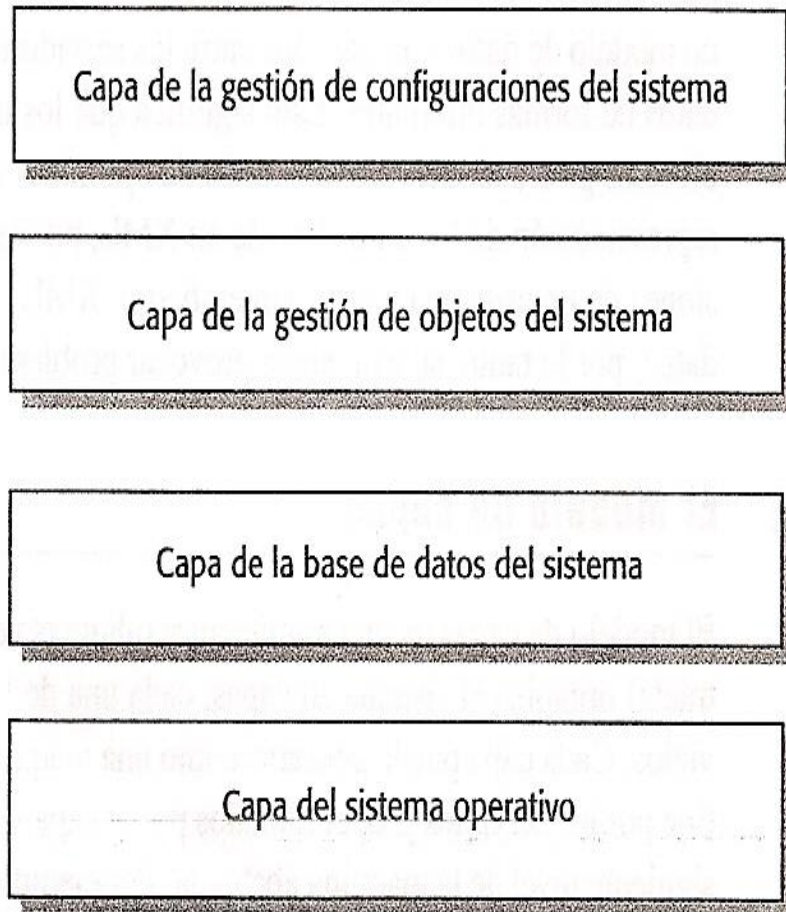 Capa de la gestión de configuraciones del sistema
Capa de la gestión de objetos del sistema
Capa de la base de datos del sistema
Capa del sistema operativo